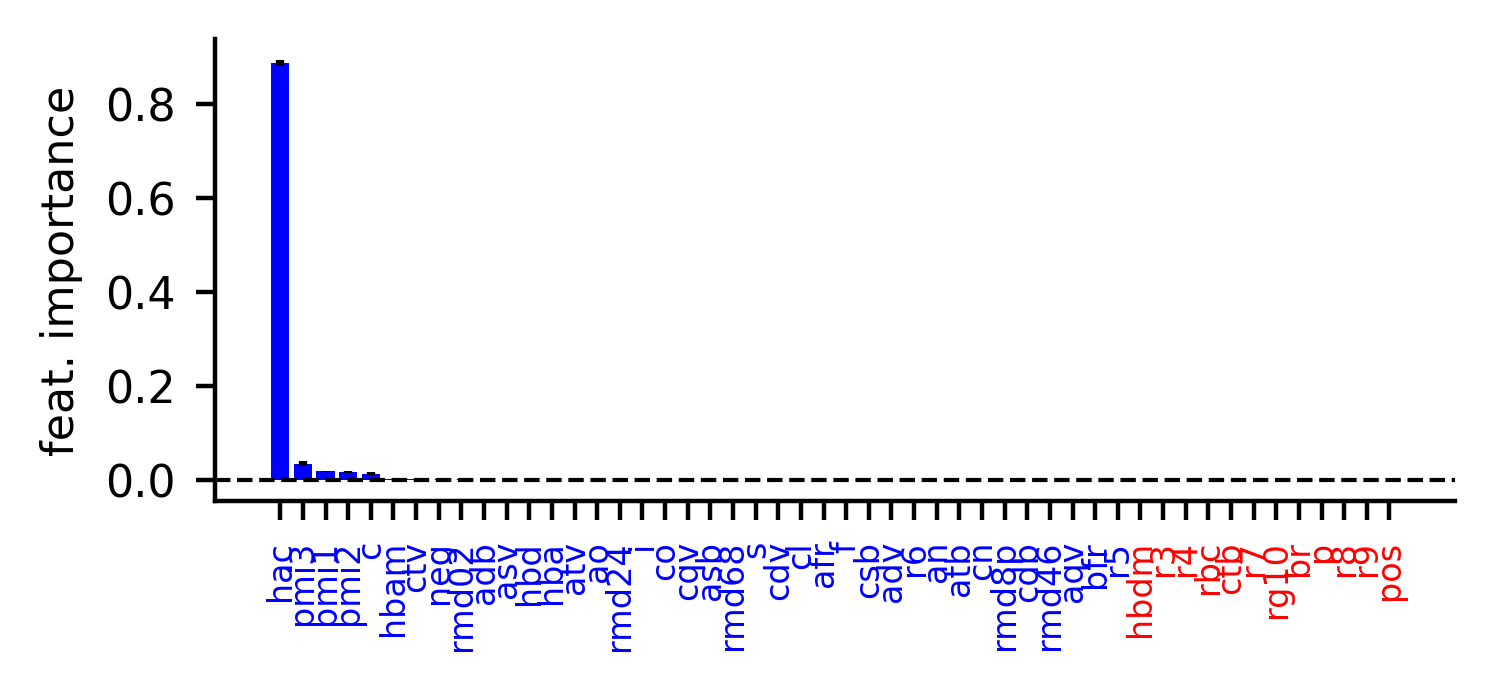 feat. importance
0.8
0.6
0.4
0.2
0.0
hac
pmi3
pmi1
pmi2
c
hbam
ctv
neg
rmd02
adb
asv
hbd
hba
atv
ao
rmd24
i
co
cgv
asb
rmd68
s
cdv
cl
afr
f
csb
adv
r6
an
atb
cn
rmd8p
cdb
rmd46
agv
bfr
r5
hbdm
r3
r4
rbc
ctb
r7
rg10
br
p
r8
r9
pos